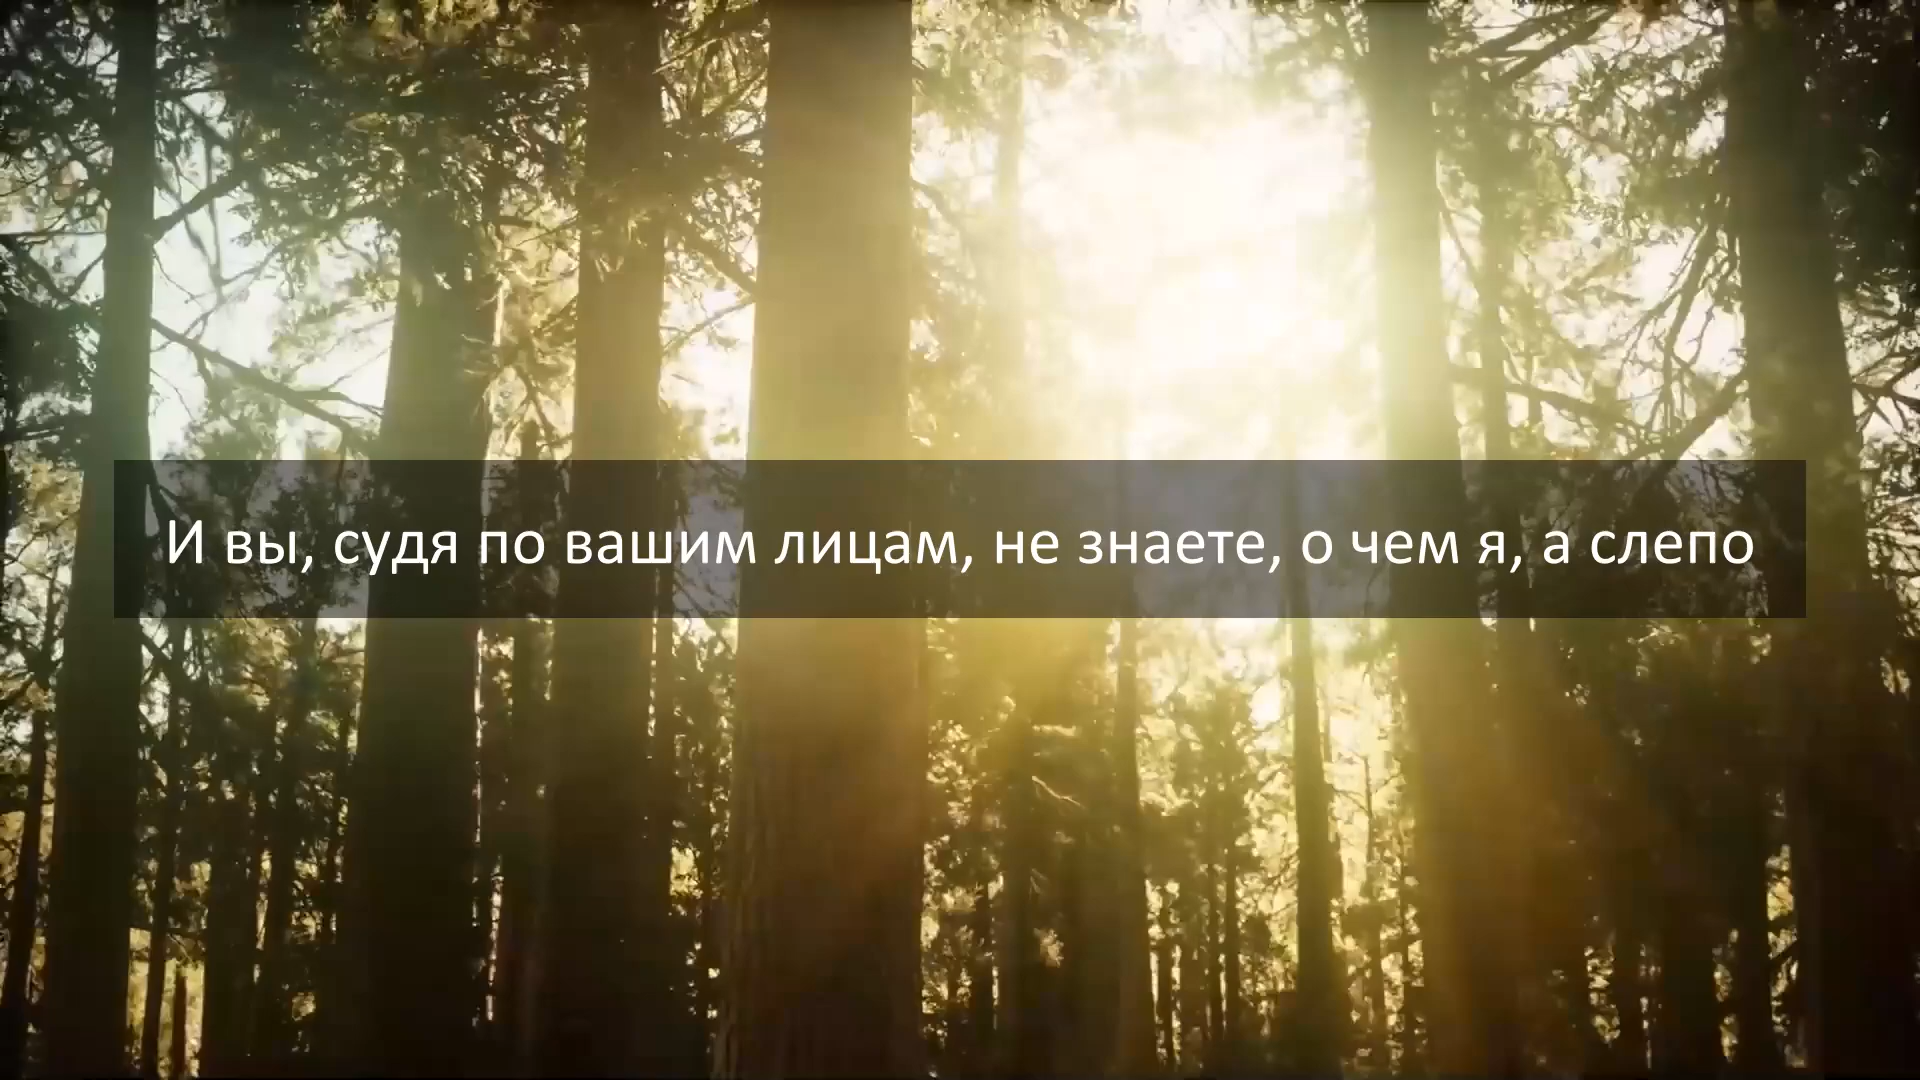 И вы, судя по вашим лицам, не знаете, о чем я, а слепо